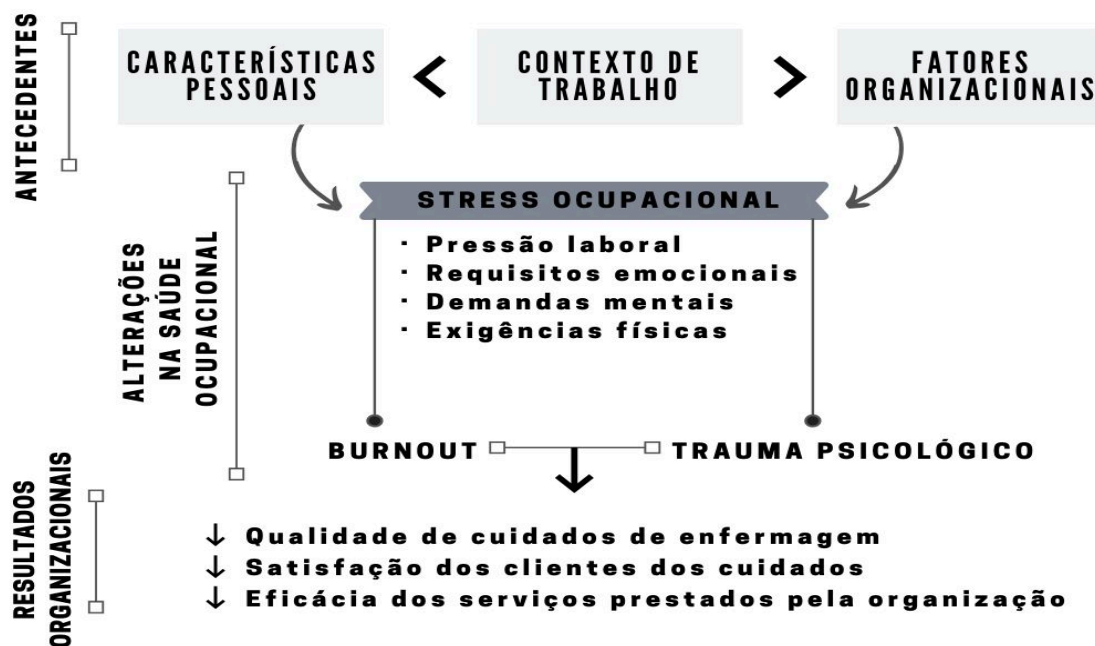 ANTECEDENTES
CARACTERÍSTICAS
PESSOAIS
<
CONTEXTO DE
TRABALHO
>
FATORES
ORGANIZACIONAIS
ALTERAÇÕES
NA SAÚDE
OCUPACIONAL
STRESS OCUPACIONAL
· Pressão laboral
· Requisitos emocionais
· Demandas mentais
· Exigências físicas
BURNOUT
TRAUMA PSICOLÓGICO
RESULTADOS
ORGANIZACIONAIS
↓ Qualidade de cuidados de enfermagem
↓ Satisfação dos clientes dos cuidados
↓ Eficácia dos serviços prestados pela organização